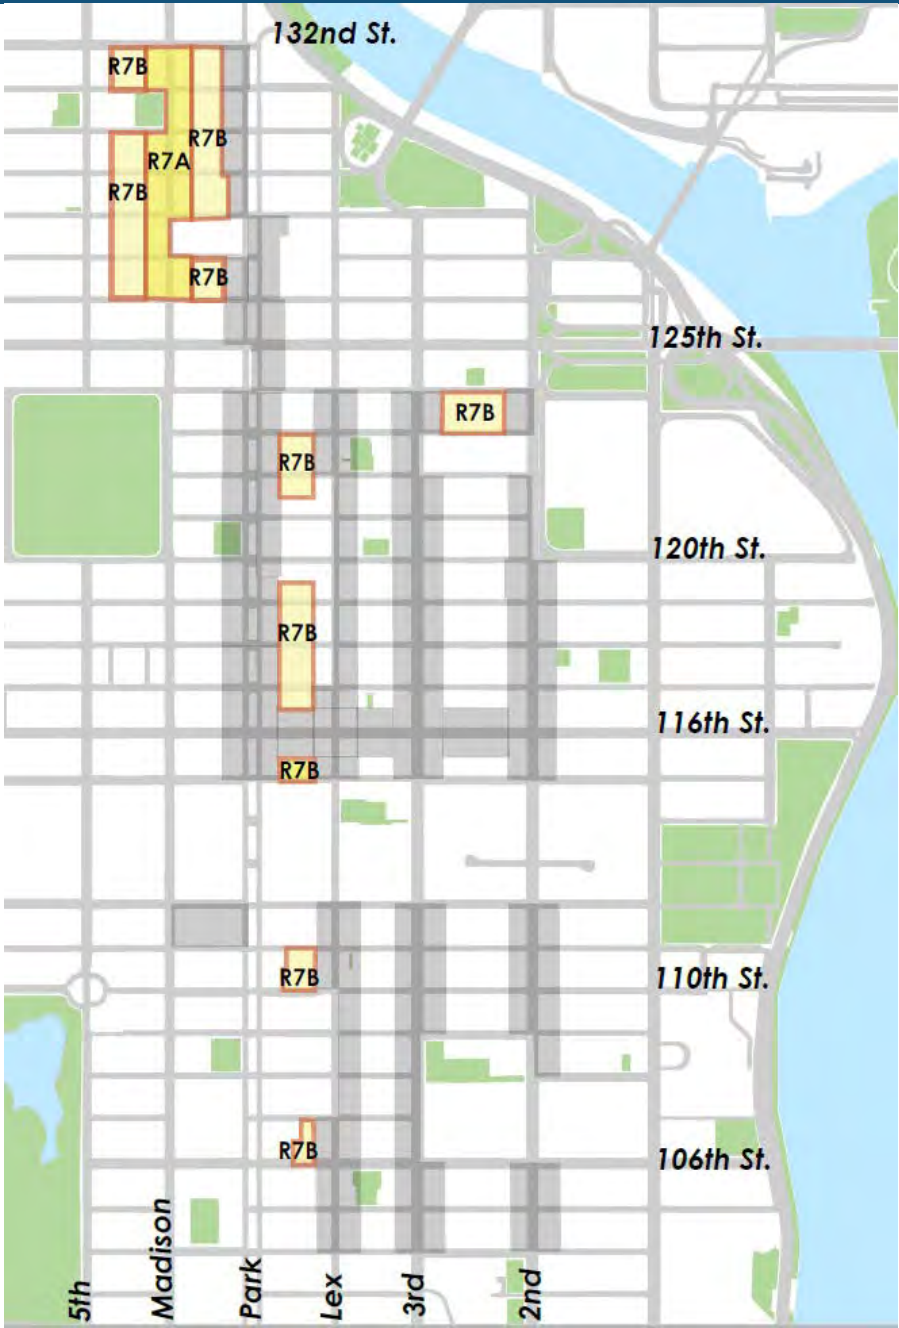 132nd St.
R7B
R7B
R7A
R7B
R7B
125th St.
R7B
R7B
120th St.
R7B
116th St.
R7B
R7B
110th St.
R7B
106th St.
5th
Madison
Park
Lex
3rd
2nd